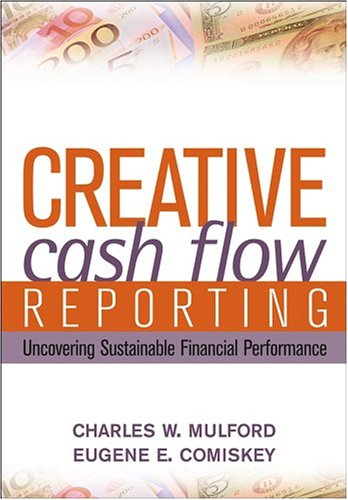 CREATIVE
cash flow
REPORTING
Uncovering Sustainable Financial Performance
CHARLES W. MULFORD
EUGENE E. COMISKEY